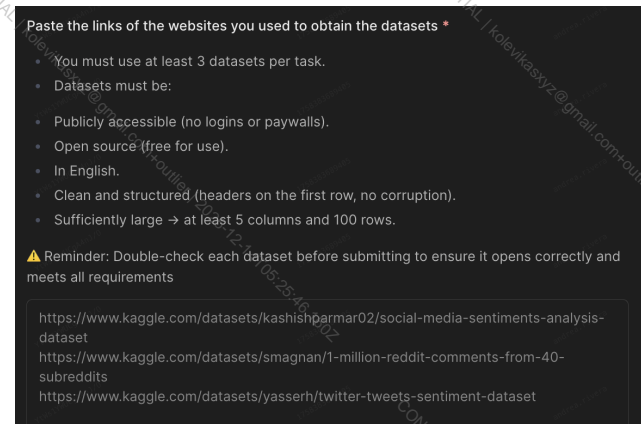 Paste the links of the websites you used to obtain the datasets *
You must use at least 3 datasets per task.
Datasets must be:
Publicly accessible (no logins or paywalls).
Open source (free for use).
In English.
Clean and structured (headers on the first row, no corruption).
Sufficiently large → at least 5 columns and 100 rows.
⚠️ Reminder: Double-check each dataset before submitting to ensure it opens correctly and
meets all requirements
https://www.kaggle.com/datasets/kashishparmar02/social-media-sentiments-analysis-
dataset
https://www.kaggle.com/datasets/smagnan/1-million-reddit-comments-from-40-
subreddits
https://www.kaggle.com/datasets/yasserh/twitter-tweets-sentiment-dataset